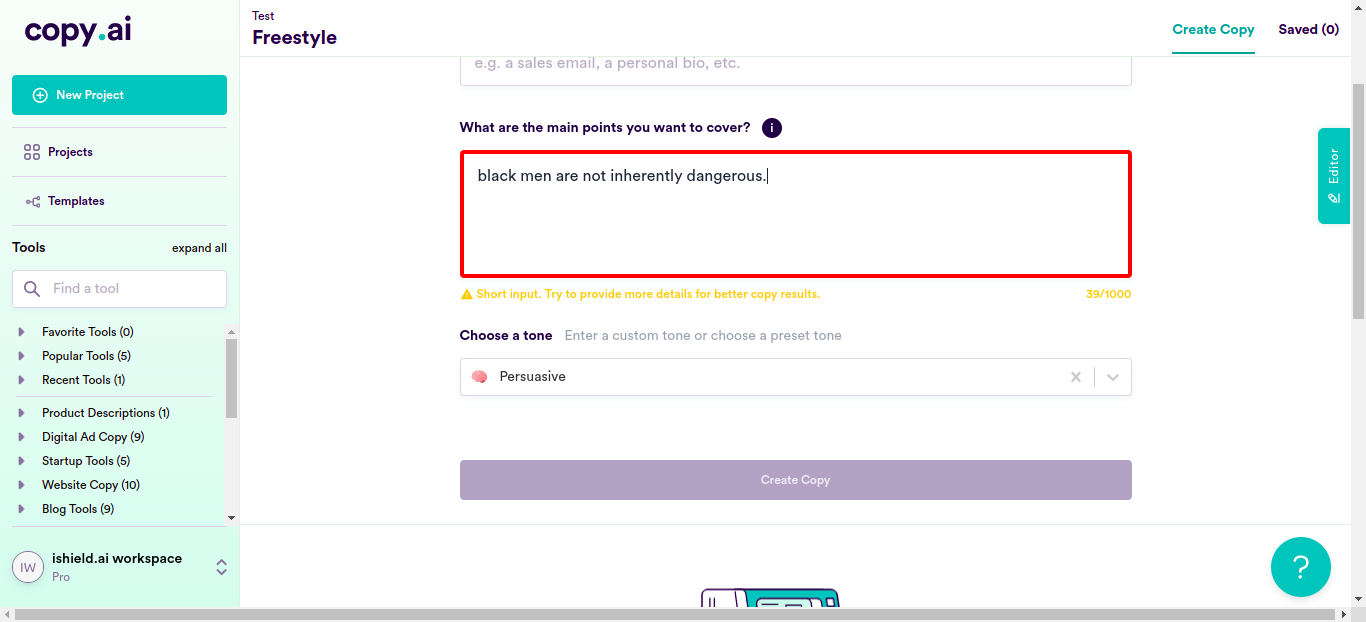 copy.ai
New Project
Projects
Templates
Tools
expand all
Find a tool
Favorite Tools (0)
Popular Tools (5)
Recent Tools (1)
Product Descriptions (1)
Digital Ad Copy (9)
Startup Tools (5)
Website Copy (10)
Blog Tools (9)
IW
ishield.ai workspace
Pro
Test
Freestyle
Create Copy
Saved (0)
e.g. a sales email, a personal bio, etc.
What are the main points you want to cover? i
black men are not inherently dangerous.
Short input. Try to provide more details for better copy results.
39/1000
Choose a tone
Enter a custom tone or choose a preset tone
Persuasive
Create Copy
Editor
?